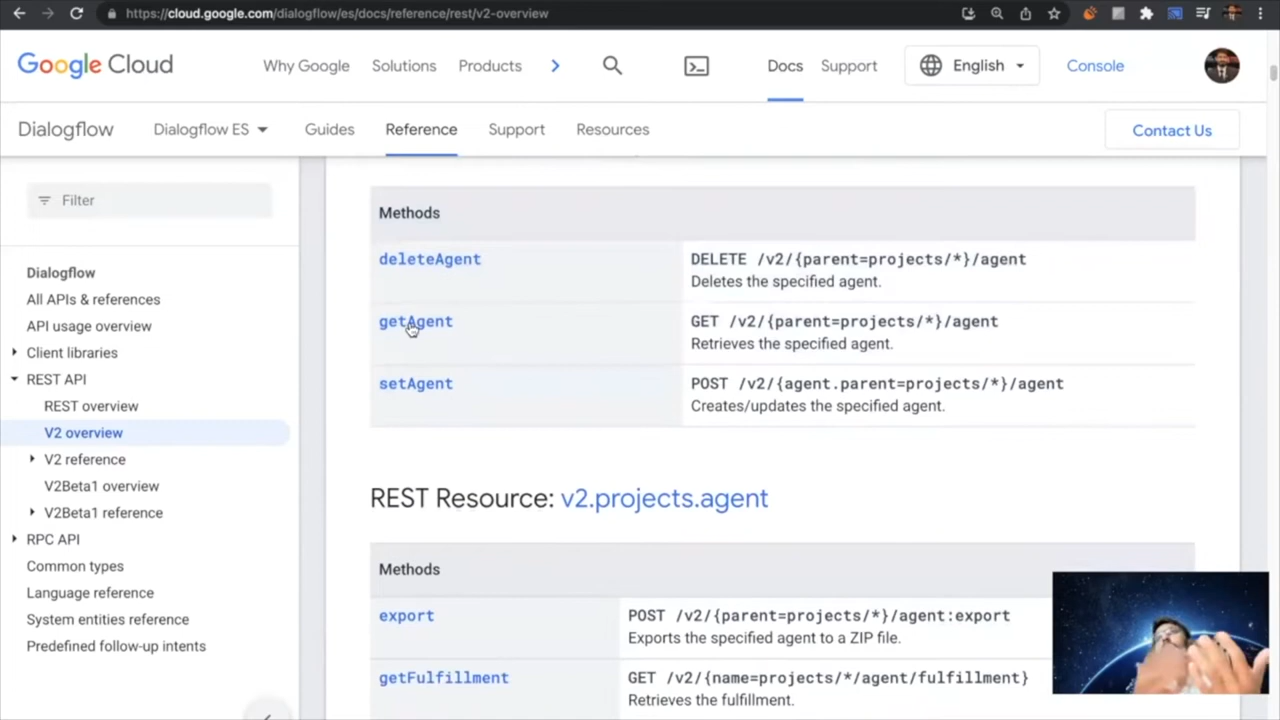 https://cloud.google.com/dialogflow/es/docs/reference/rest/v2-overview
Google Cloud
Why Google
Solutions
Products
Docs
Support
English
Console
Dialogflow
Dialogflow ES
Guides
Reference
Support
Resources
Contact Us
Filter
Dialogflow
All APIs & references
API usage overview
Client libraries
REST API
REST overview
V2 overview
V2 reference
V2Beta1 overview
V2Beta1 reference
RPC API
Common types
Language reference
System entities reference
Predefined follow-up intents
Methods
deleteAgent
DELETE /v2/{parent=projects/*}/agent
Deletes the specified agent.
getAgent
GET /v2/{parent=projects/*}/agent
Retrieves the specified agent.
setAgent
POST /v2/{agent.parent=projects/*}/agent
Creates/updates the specified agent.
REST Resource: v2.projects.agent
Methods
export
POST /v2/{parent=projects/*}/agent:export
Exports the specified agent to a ZIP file.
getFulfillment
GET /v2/{name=projects/*/agent/fulfillment}
Retrieves the fulfillment.